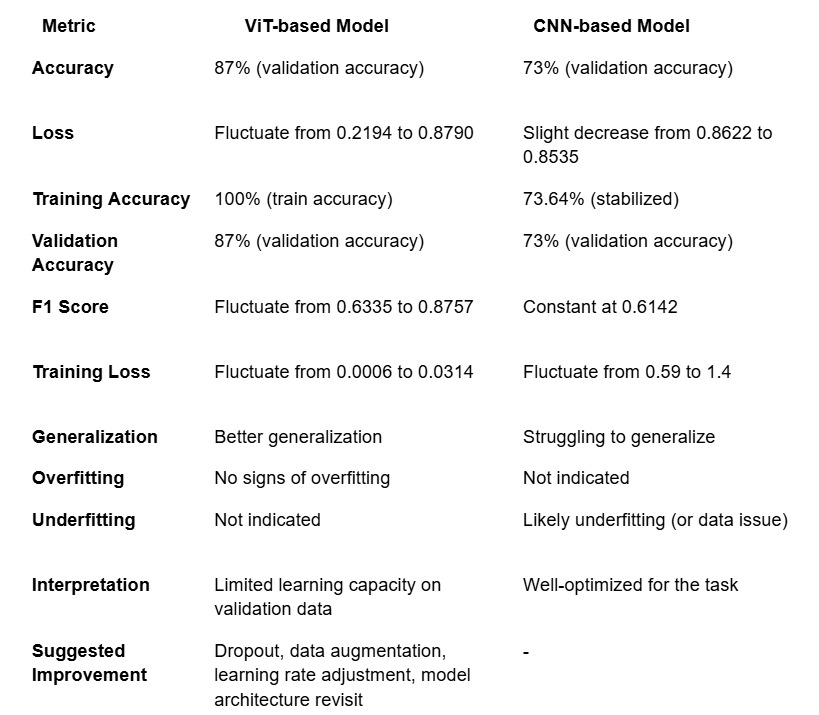 Metric ViT-based Model CNN-based Model
Accuracy 87% (validation accuracy) 73% (validation accuracy)
Loss Fluctuate from 0.2194 to 0.8790 Slight decrease from 0.8622 to
0.8535
Training Accuracy 100% (train accuracy) 73.64% (stabilized)
Validation 87% (validation accuracy) 73% (validation accuracy)
Accuracy
F1 Score Fluctuate from 0.6335 to 0.8757 Constant at 0.6142
Training Loss Fluctuate from 0.0006 to 0.0314 Fluctuate from 0.59 to 1.4
Generalization Better generalization Struggling to generalize
Overfitting No signs of overfitting Not indicated
Underfitting Not indicated Likely underfitting (or data issue)
Interpretation Limited learning capacity on Well-optimized for the task
validation data
Suggested Dropout, data augmentation, -
Improvement learning rate adjustment, model
architecture revisit